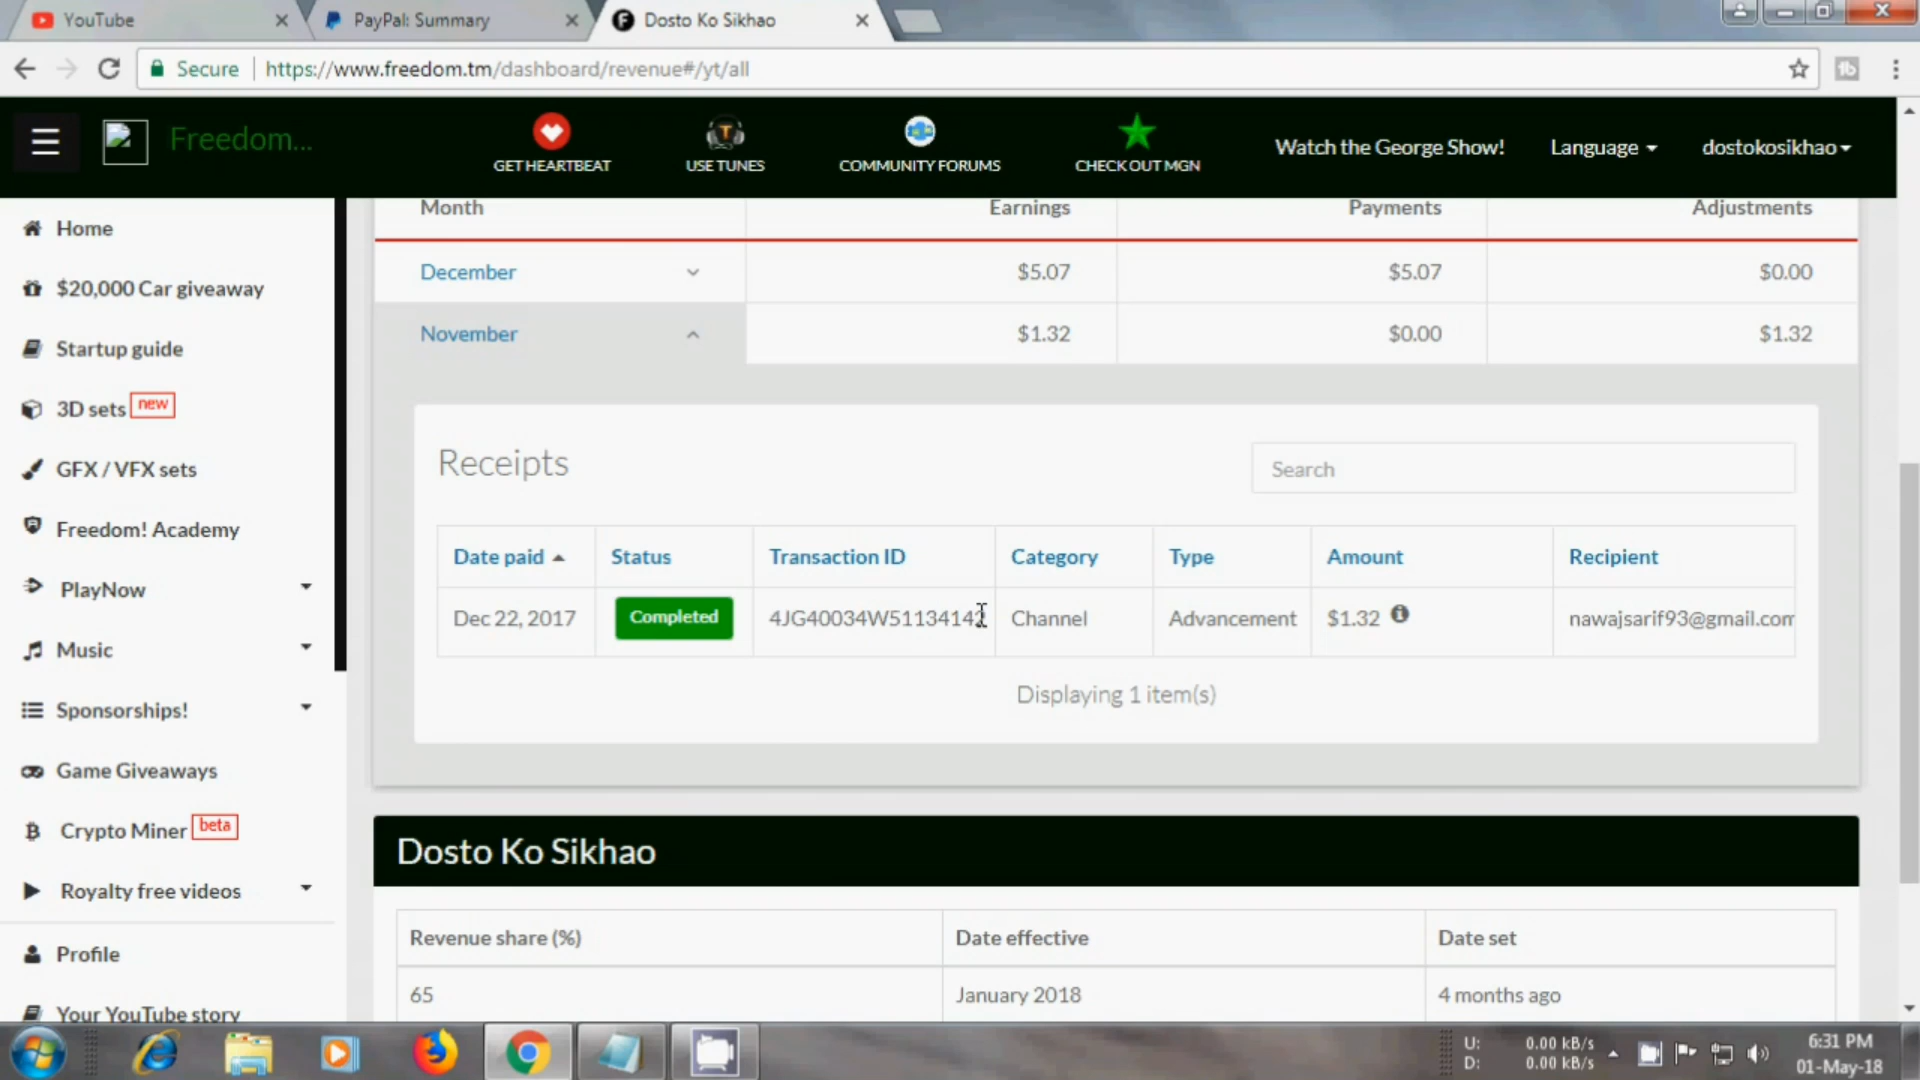 YouTube
PayPal: Summary
Dosto Ko Sikhao
Secure
https://www.freedom.tm/dashboard/revenue#/yt/all
Freedom...
GET HEARTBEAT
USE TUNES
COMMUNITY FORUMS
CHECK OUT MGN
Watch the George Show!
Language
dostokosikhao
Home
$20,000 Car giveaway
Startup guide
3D sets new
GFX / VFX sets
Freedom! Academy
PlayNow
Music
Sponsorships!
Game Giveaways
Crypto Miner beta
Royalty free videos
Profile
Your YouTube story
Month Earnings Payments Adjustments
December $5.07 $5.07 $0.00
November $1.32 $0.00 $1.32
Receipts
Search
Date paid Status Transaction ID Category Type Amount Recipient
Dec 22, 2017 Completed 4JG40034W51134142 Channel Advancement $1.32 nawajsarif93@gmail.com
Displaying 1 item(s)
Dosto Ko Sikhao
Revenue share (%) Date effective Date set
65 January 2018 4 months ago
U: 0.00 kB/s
D: 0.00 kB/s
6:31 PM
01-May-18